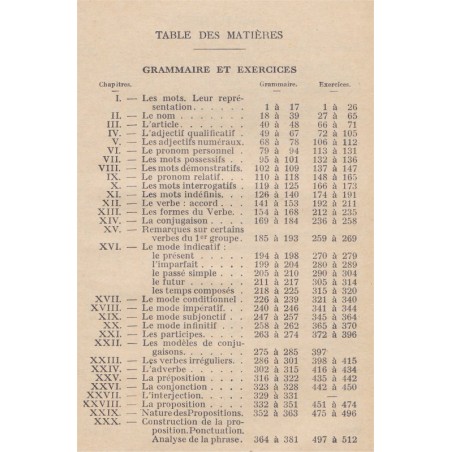 TABLE DES MATIÈRES
GRAMMAIRE ET EXERCICES
Chapitres. Grammaire. Exercices.
I. — Les mots. Leur repré-
sentation . . . . . 1 à 17 1 à 26
II. — Le nom . . . . . . 18 à 39 27 à 65
III. — L'article . . . . . 40 à 48 66 à 71
IV. — L'adjectif qualificatif . 49 à 67 72 à 105
V. — Les adjectifs numéraux. 68 à 78 106 à 112
VI. — Le pronom personnel . 79 à 94 113 à 131
VII. — Les mots possessifs . . 95 à 101 132 à 136
VIII. — Les mots démonstratifs. 102 à 109 137 à 147
IX. — Le pronom relatif . . . 110 à 118 148 à 165
X. — Les mots interrogatifs . 119 à 125 166 à 173
XI. — Les mots indéfinis. . . 126 à 140 174 à 191
XII. — Le verbe : accord . . . 141 à 153 192 à 211
XIII. — Les formes du Verbe. . 154 à 168 212 à 235
XIV. — La conjugaison . . . . 169 à 184 236 à 258
XV. — Remarques sur certains
verbes du 1er groupe. 185 à 193 259 à 269
XVI. — Le mode indicatif :
le présent . . . . . 194 à 198 270 à 279
l'imparfait . . . . . 199 à 204 280 à 289
le passé simple . . . 205 à 210 290 à 304
le futur . . . . . . 211 à 217 305 à 314
les temps composés . 218 à 225 315 à 320
XVII. — Le mode conditionnel . 226 à 239 321 à 340
XVIII. — Le mode impératif. . . 240 à 246 341 à 344
XIX. — Le mode subjonctif . . 247 à 257 345 à 364
XX. — Le mode infinitif . . . 258 à 262 365 à 370
XXI. — Les participes. . . . . 263 à 274 372 à 396
XXII. — Les modèles de conju-
gaisons. . . . . . . 275 à 285 397
XXIII. — Les verbes irréguliers. . 286 à 301 398 à 415
XXIV. — L'adverbe . . . . . . 302 à 315 416 à 434
XXV. — La préposition . . . . 316 à 322 435 à 442
XXVI. — La conjonction . . . . 323 à 328 442 à 450
XXVII. — L'interjection. . . . . 329 à 331 —
XXVIII. — La proposition . . . . 332 à 351 451 à 474
XXIX. — Nature des Propositions. 352 à 363 475 à 496
XXX. — Construction de la pro-
position. Ponctuation.
Analyse de la phrase. 364 à 381 497 à 512